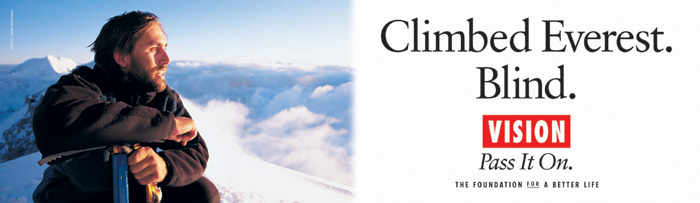 Climbed Everest.
Blind.
VISION
Pass It On.
THE FOUNDATION FOR A BETTER LIFE